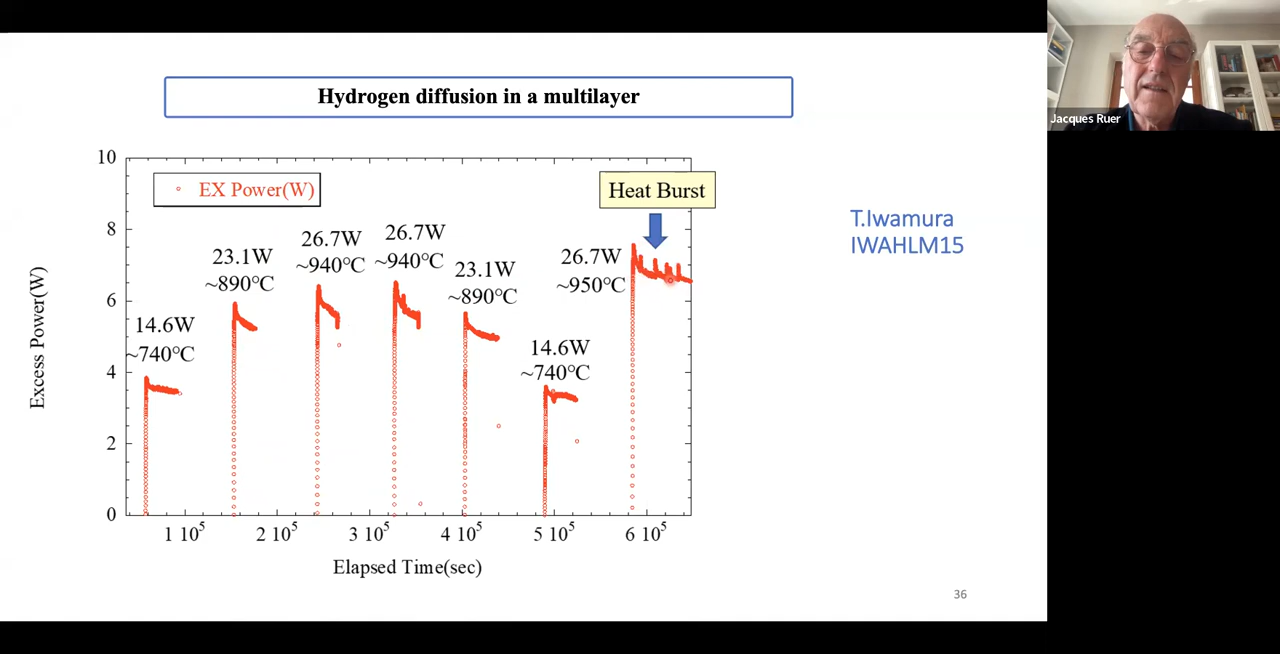 Hydrogen diffusion in a multilayer
Jacques Ruer
EX Power(W)
Heat Burst
T.Iwamura
IWAHLM15
14.6W
~740℃
23.1W
~890℃
26.7W
~940℃
26.7W
~940℃
23.1W
~890℃
14.6W
~740℃
26.7W
~950℃
Excess Power(W)
10
8
6
4
2
0
1 10⁵
2 10⁵
3 10⁵
4 10⁵
5 10⁵
6 10⁵
Elapsed Time(sec)
36